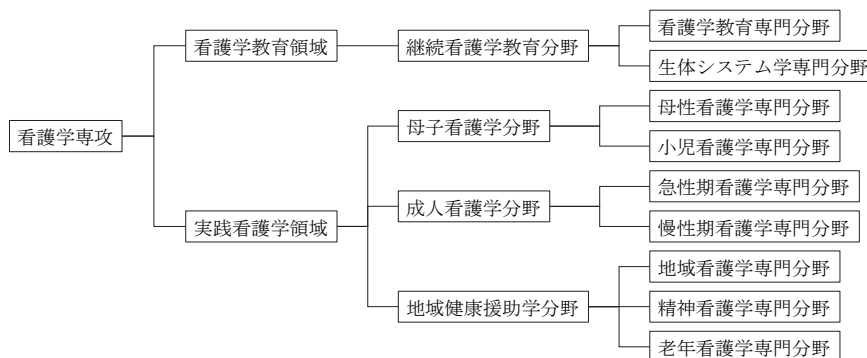 看護学専攻
看護学教育領域
継続看護学教育分野
看護学教育専門分野
生体システム学専門分野
実践看護学領域
母子看護学分野
母性看護学専門分野
小児看護学専門分野
成人看護学分野
急性期看護学専門分野
慢性期看護学専門分野
地域健康援助学分野
地域看護学専門分野
精神看護学専門分野
老年看護学専門分野